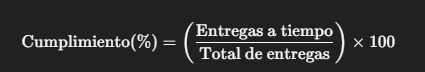 Cumplimiento(%) = (Entregas a tiempo / Total de entregas) × 100